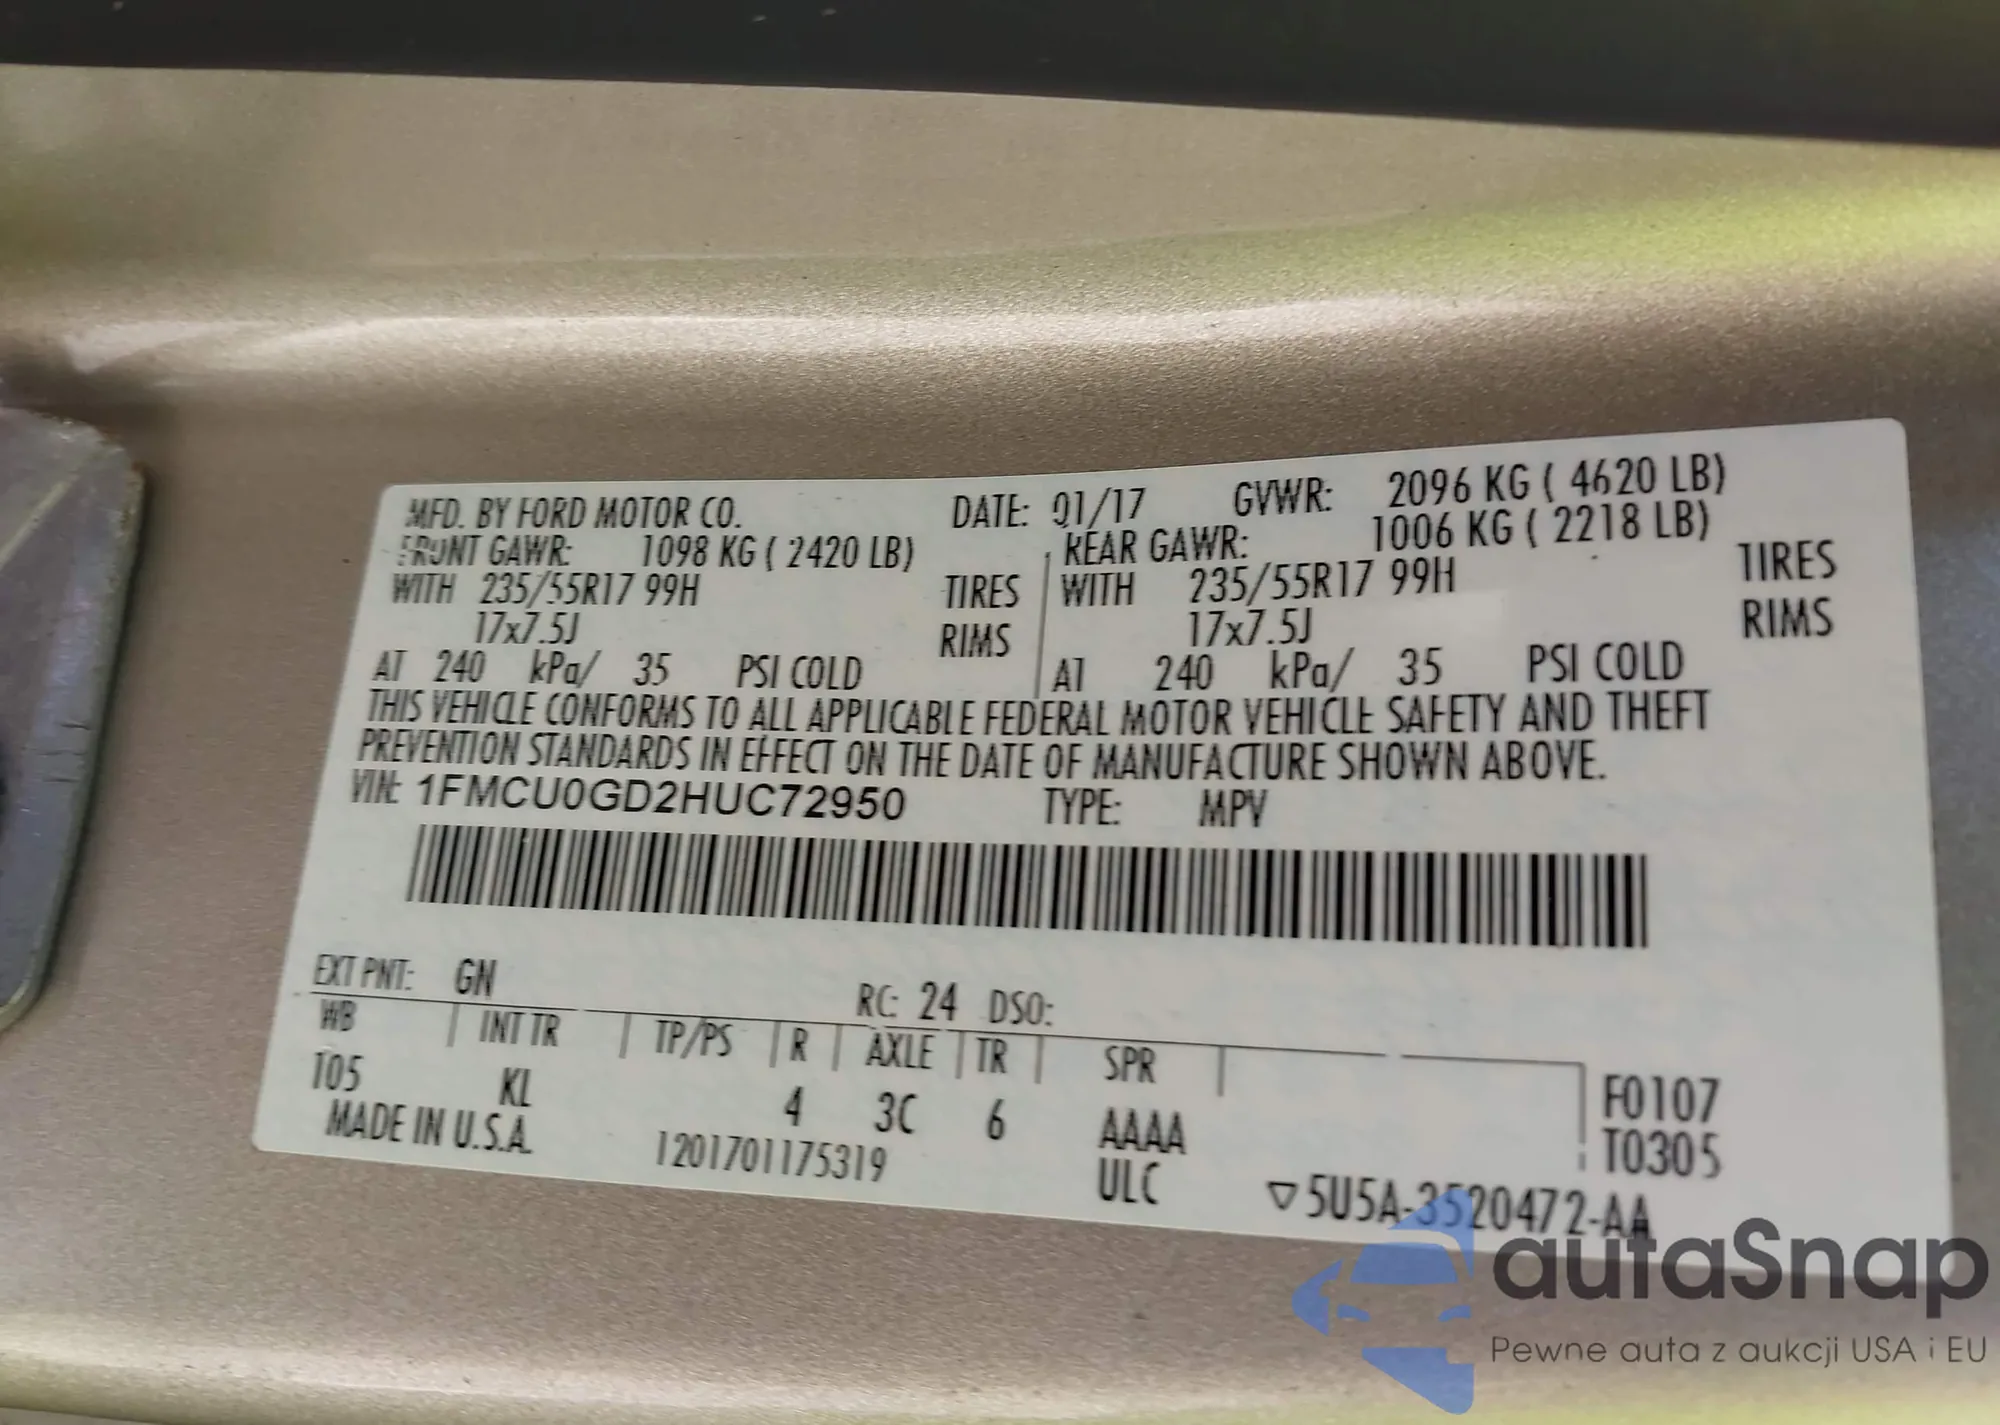 MFD. BY FORD MOTOR CO. DATE: 01/17 GVWR: 2096 KG ( 4620 LB)
FRONT GAWR: 1098 KG ( 2420 LB) REAR GAWR: 1006 KG ( 2218 LB)
WITH 235/55R17 99H TIRES WITH 235/55R17 99H TIRES
17x7.5J RIMS 17x7.5J RIMS
AT 240 kPa/ 35 PSI COLD AT 240 kPa/ 35 PSI COLD
THIS VEHICLE CONFORMS TO ALL APPLICABLE FEDERAL MOTOR VEHICLE SAFETY AND THEFT
PREVENTION STANDARDS IN EFFECT ON THE DATE OF MANUFACTURE SHOWN ABOVE.
VIN: 1FMCU0GD2HUC72950 TYPE: MPV
EXT PNT: GN RC: 24 DSO:
WB INT TR TP/PS R AXLE TR SPR
T05 KL 4 3C 6 AAAA F0107
MADE IN U.S.A. 1201701175319 ULC T0305
▽5U5A-3520472-AA
autaSnap
Pewne auta z aukcji USA i EU